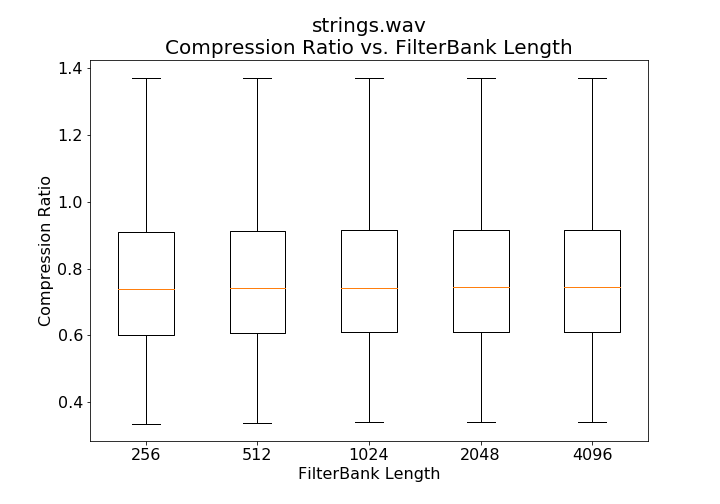 strings.wav
Compression Ratio vs. FilterBank Length
1.4
1.2
1.0
0.8
0.6
0.4
Compression Ratio
256 512 1024 2048 4096
FilterBank Length